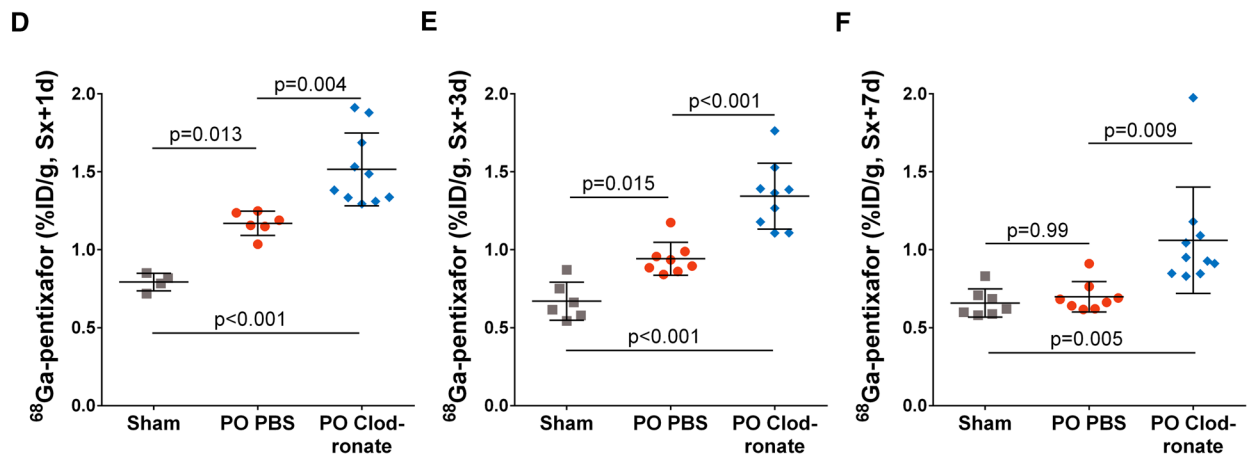 D
68Ga-pentixafor (%ID/g, Sx+1d)
2.0
1.5
1.0
0.5
0.0
p=0.004
p=0.013
p<0.001
Sham
PO PBS
PO Clod-
ronate
E
68Ga-pentixafor (%ID/g, Sx+3d)
2.0
1.5
1.0
0.5
0.0
p<0.001
p=0.015
p<0.001
Sham
PO PBS
PO Clod-
ronate
F
68Ga-pentixafor (%ID/g, Sx+7d)
2.0
1.5
1.0
0.5
0.0
p=0.009
p=0.99
p=0.005
Sham
PO PBS
PO Clod-
ronate